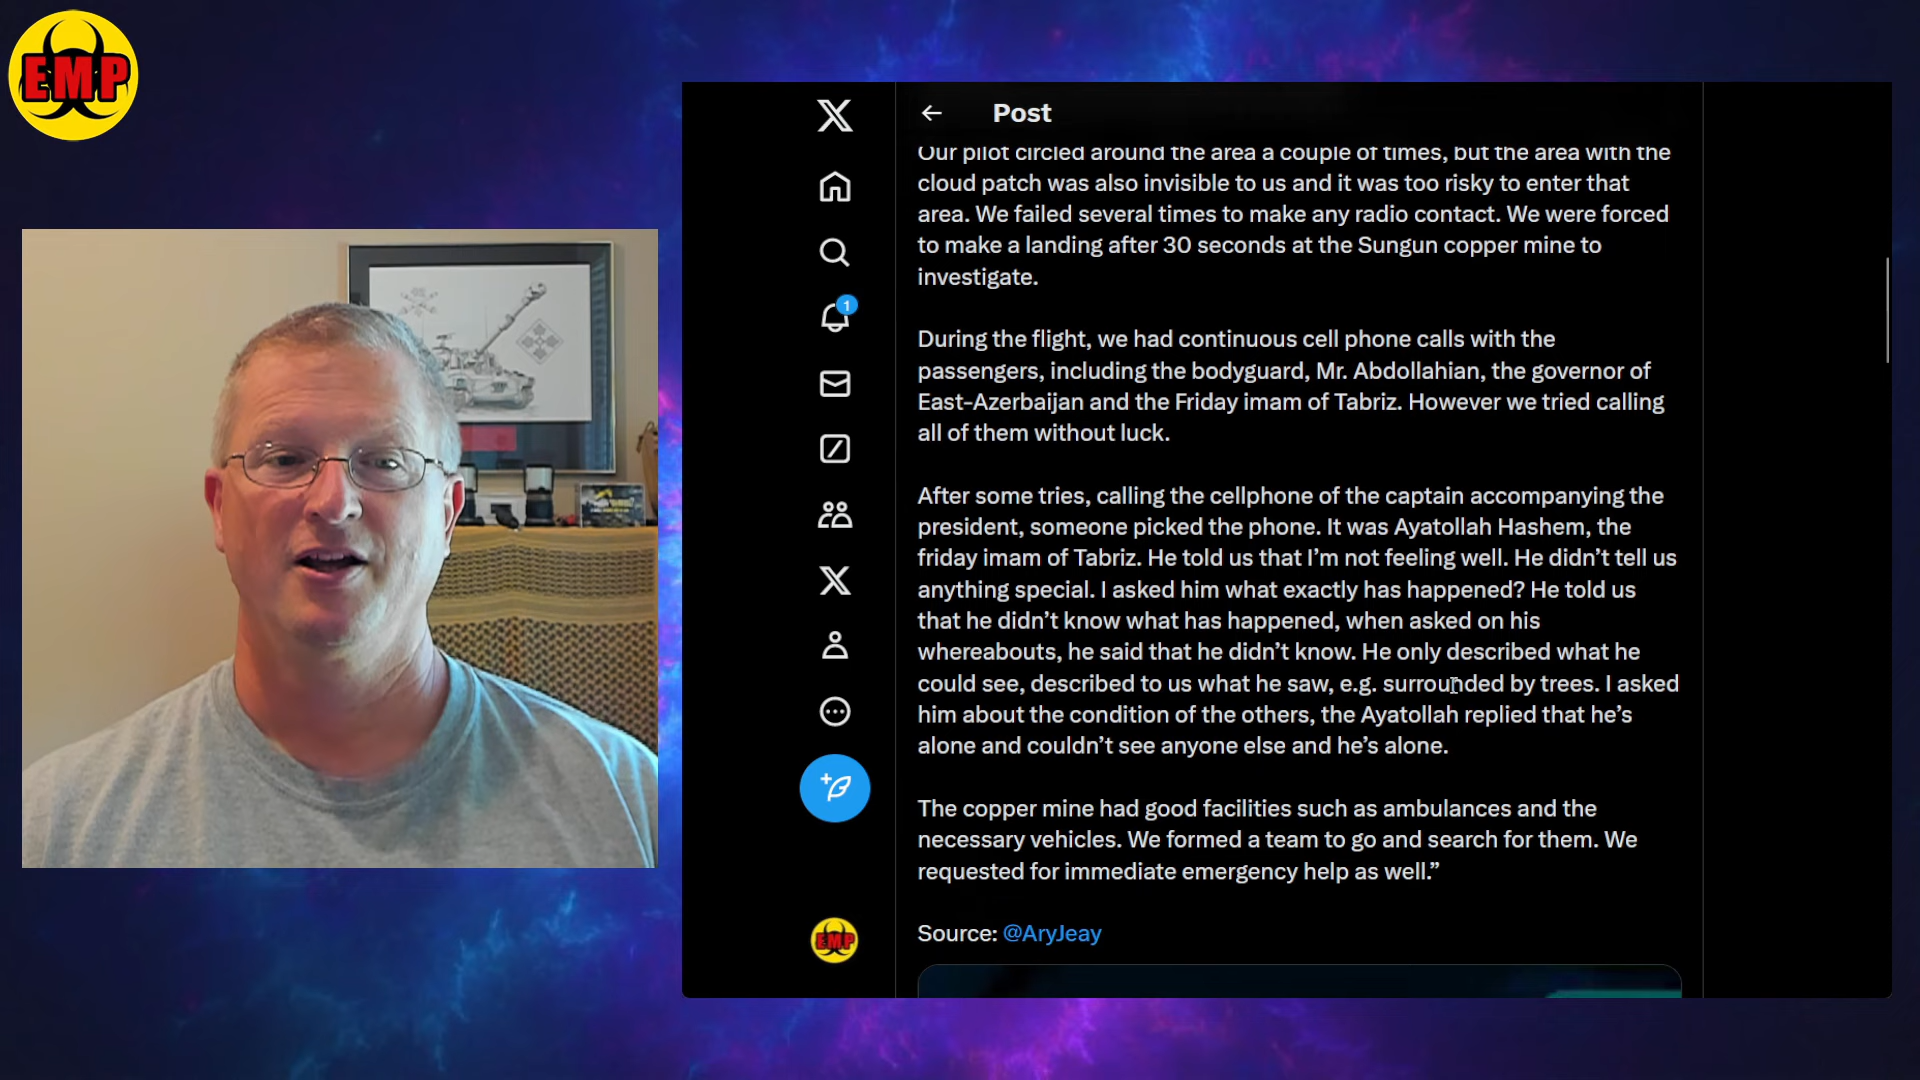 EMP
Post
Our pilot circled around the area a couple of times, but the area with the
cloud patch was also invisible to us and it was too risky to enter that
area. We failed several times to make any radio contact. We were forced
to make a landing after 30 seconds at the Sungun copper mine to
investigate.
1
During the flight, we had continuous cell phone calls with the
passengers, including the bodyguard, Mr. Abdollahian, the governor of
East-Azerbaijan and the Friday imam of Tabriz. However we tried calling
all of them without luck.
After some tries, calling the cellphone of the captain accompanying the
president, someone picked the phone. It was Ayatollah Hashem, the
friday imam of Tabriz. He told us that I’m not feeling well. He didn’t tell us
anything special. I asked him what exactly has happened? He told us
that he didn’t know what has happened, when asked on his
whereabouts, he said that he didn’t know. He only described what he
could see, described to us what he saw, e.g. surrounded by trees. I asked
him about the condition of the others, the Ayatollah replied that he’s
alone and couldn’t see anyone else and he’s alone.
The copper mine had good facilities such as ambulances and the
necessary vehicles. We formed a team to go and search for them. We
requested for immediate emergency help as well.”
EMP
Source: @AryJeay